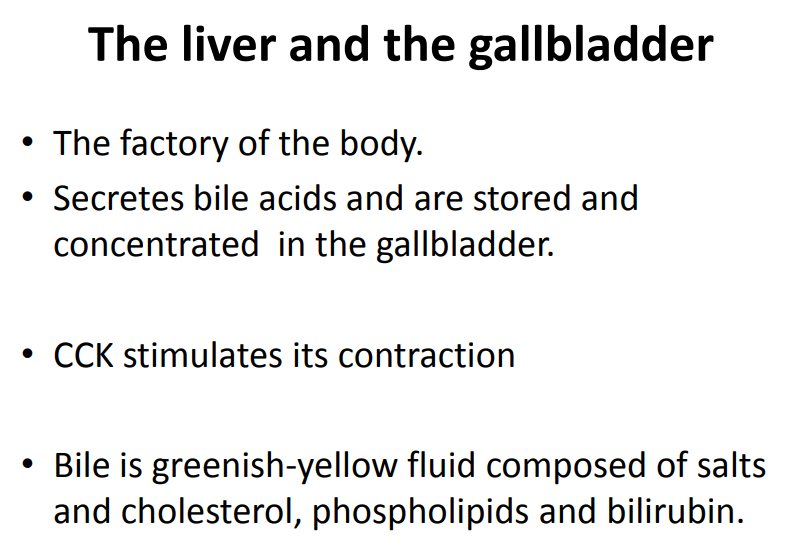 The liver and the gallbladder
• The factory of the body.
• Secretes bile acids and are stored and
concentrated  in the gallbladder.
• CCK stimulates its contraction
• Bile is greenish-yellow fluid composed of salts
and cholesterol, phospholipids and bilirubin.